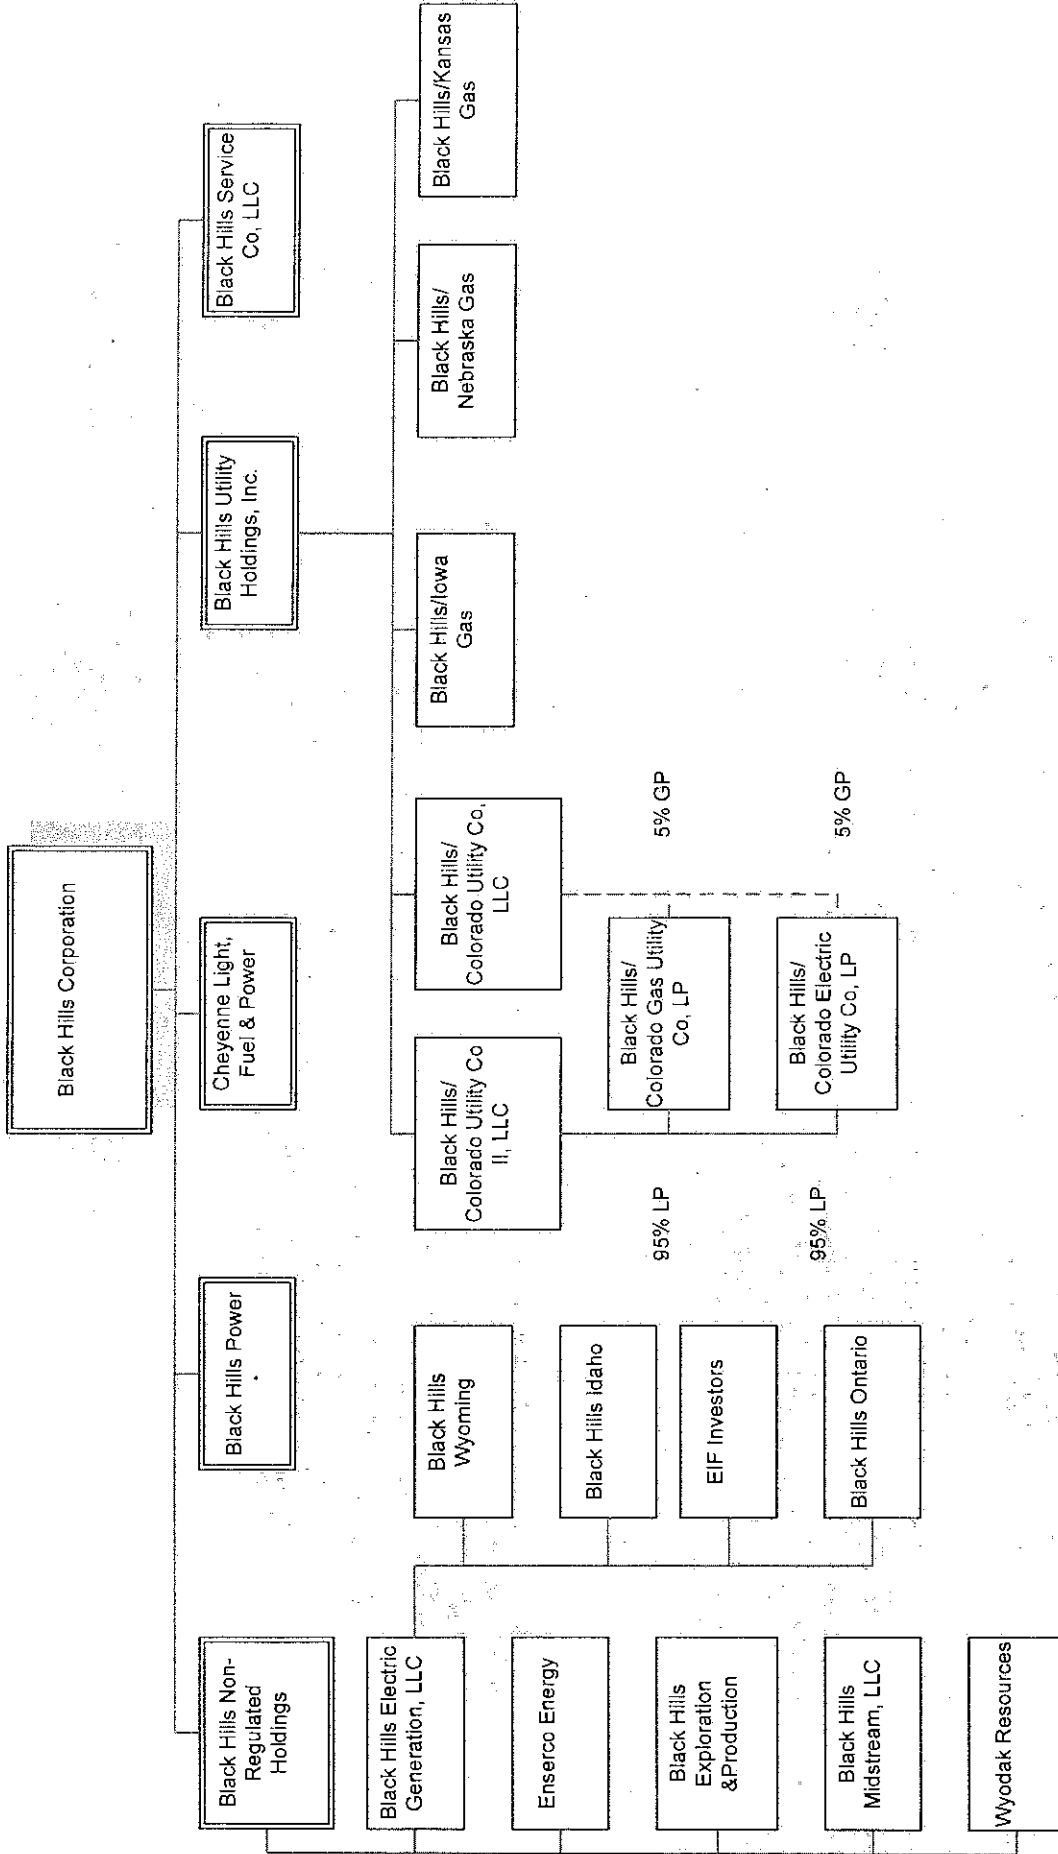 Black Hills Corporation
Black Hills Non-
Regulated
Holdings
Black Hills Power
Cheyenne Light,
Fuel & Power
Black Hills Utility
Holdings, Inc.
Black Hills Service
Co, LLC
Black Hills Electric
Generation, LLC
Enserco Energy
Black Hills
Exploration
&Production
Black Hills
Midstream, LLC
Wyodak Resources
Black Hills
Wyoming
Black Hills Idaho
EIF Investors
Black Hills Ontario
Black Hills/
Colorado Utility Co
II, LLC
Black Hills/
Colorado Utility Co,
LLC
Black Hills/Iowa
Gas
Black Hills/
Nebraska Gas
Black Hills/Kansas
Gas
95% LP
Black Hills/
Colorado Gas Utility
Co, LP
5% GP
95% LP
Black Hills/
Colorado Electric
Utility Co, LP
5% GP